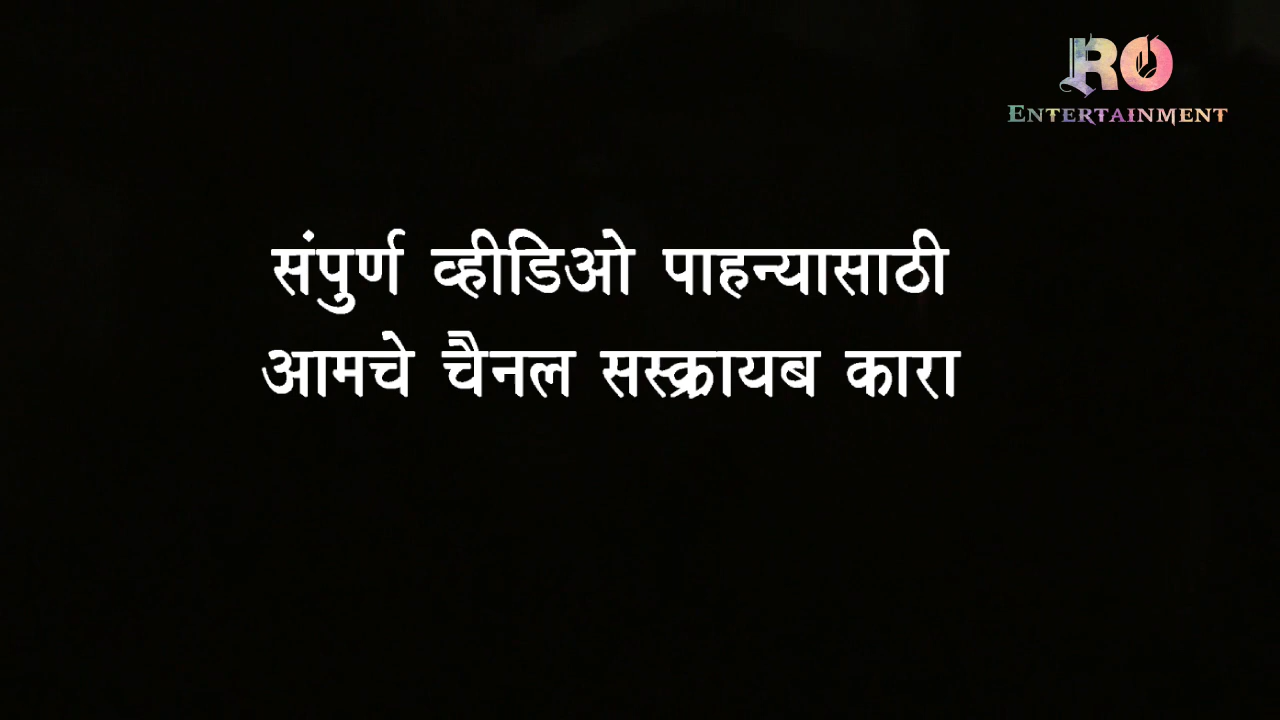 RO
ENTERTAINMENT
संपुर्ण व्हीडिओ पाहन्यासाठी
आमचे चैनल सस्क्रायब कारा